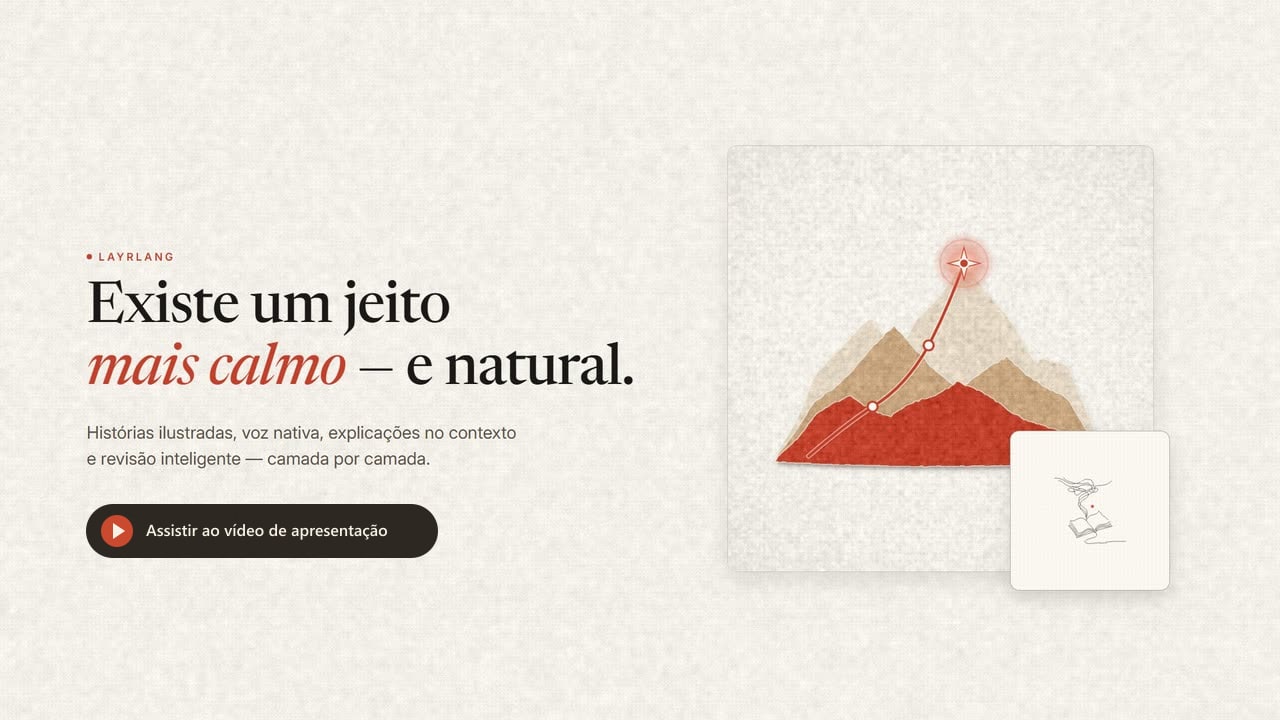 LAYRLANG
Existe um jeito
mais calmo — e natural.
Histórias ilustradas, voz nativa, explicações no contexto
e revisão inteligente — camada por camada.
Assistir ao vídeo de apresentação